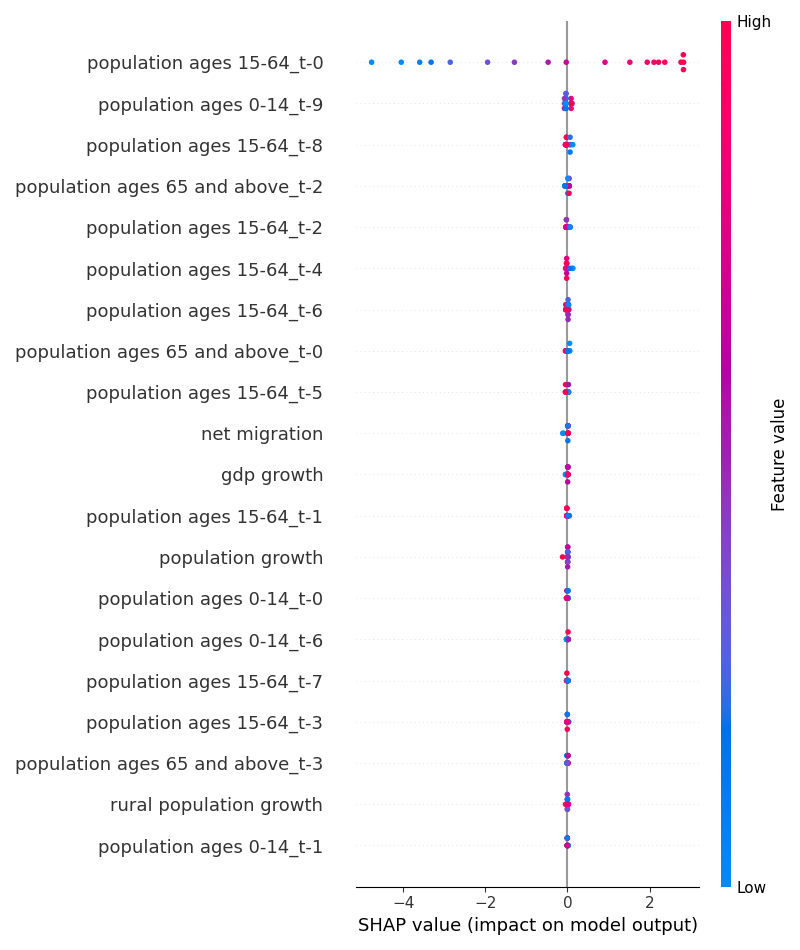 High
population ages 15-64_t-0
population ages 0-14_t-9
population ages 15-64_t-8
population ages 65 and above_t-2
population ages 15-64_t-2
population ages 15-64_t-4
population ages 15-64_t-6
population ages 65 and above_t-0
population ages 15-64_t-5
net migration
gdp growth
population ages 15-64_t-1
population growth
population ages 0-14_t-0
population ages 0-14_t-6
population ages 15-64_t-7
population ages 15-64_t-3
population ages 65 and above_t-3
rural population growth
population ages 0-14_t-1
Feature value
Low
−4 −2 0 2
SHAP value (impact on model output)